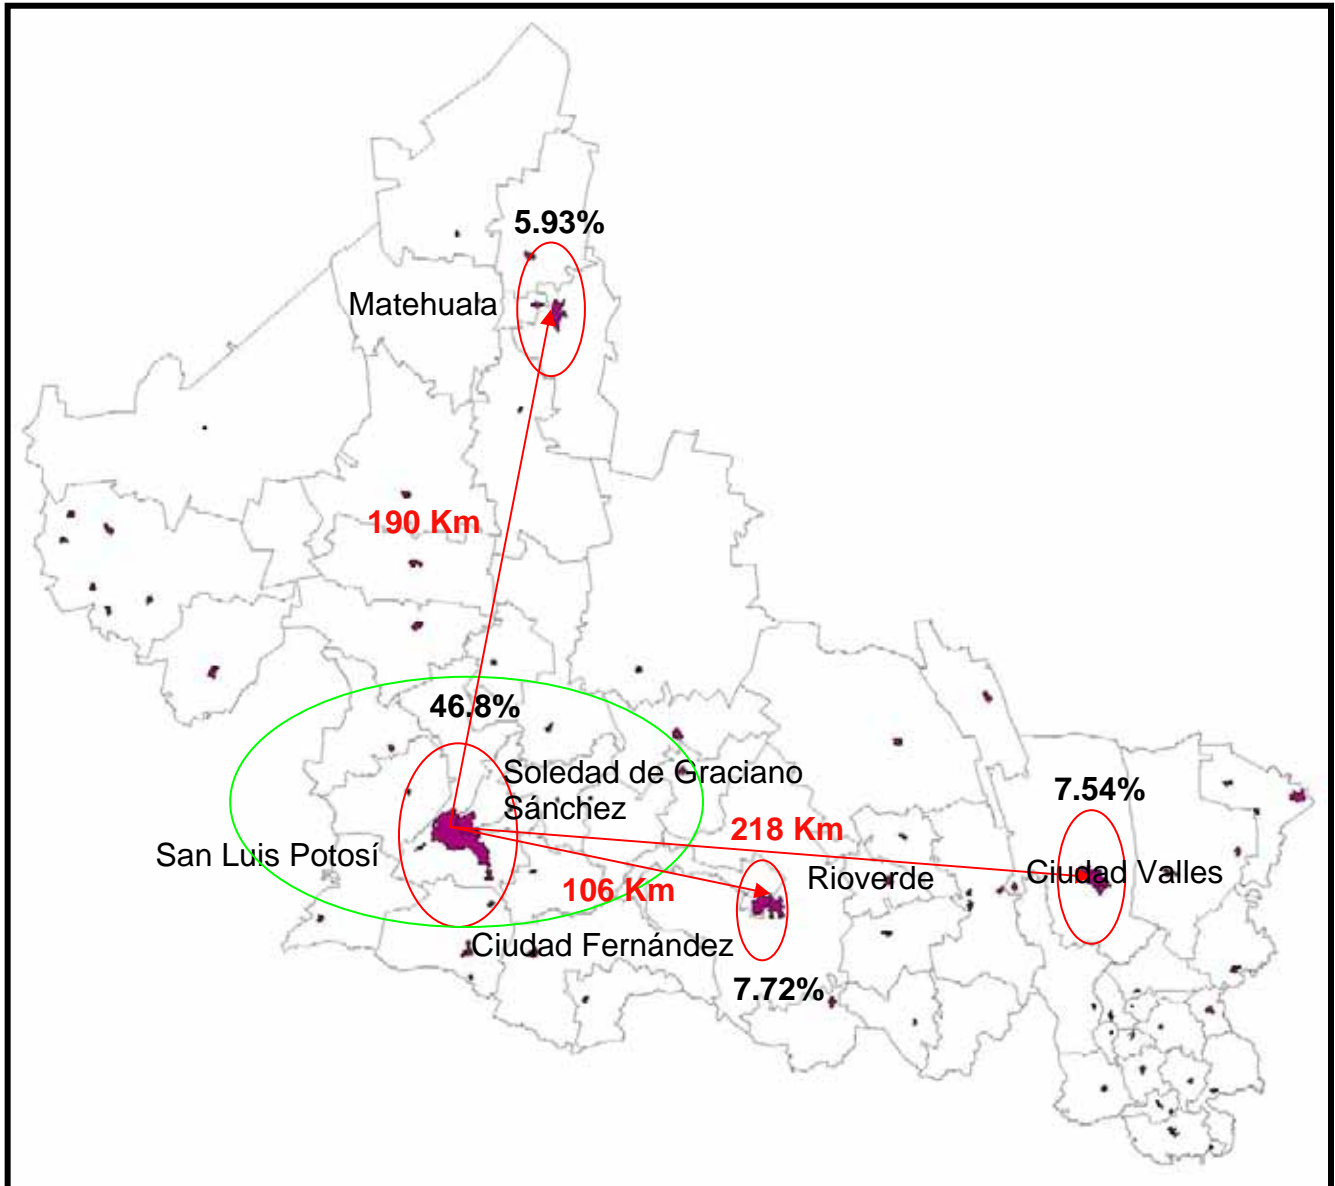 5.93%
Matehuala
190 Km
46.8%
Soledad de Graciano
Sánchez
7.54%
218 Km
San Luis Potosí
Ciudad Valles
Rioverde
106 Km
Ciudad Fernández
7.72%